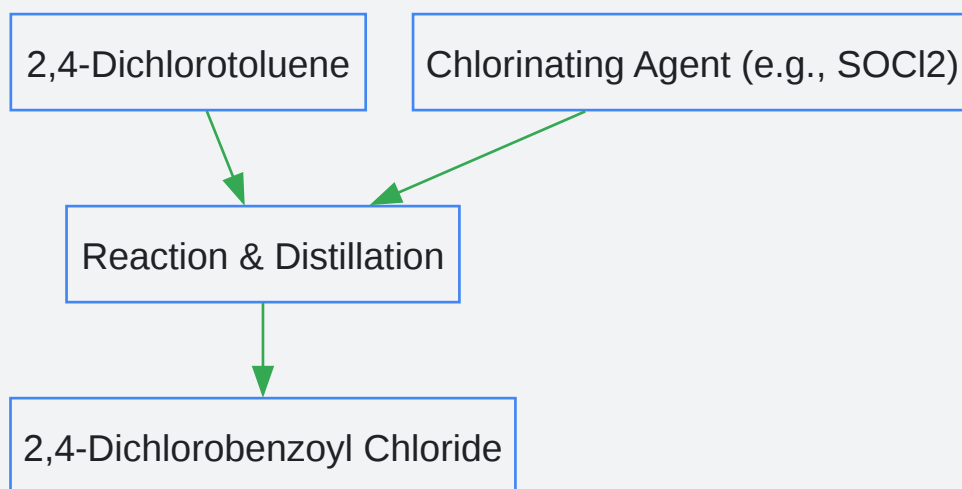 2,4-Dichlorotoluene
Chlorinating Agent (e.g., SOCl2)
Reaction & Distillation
2,4-Dichlorobenzoyl Chloride